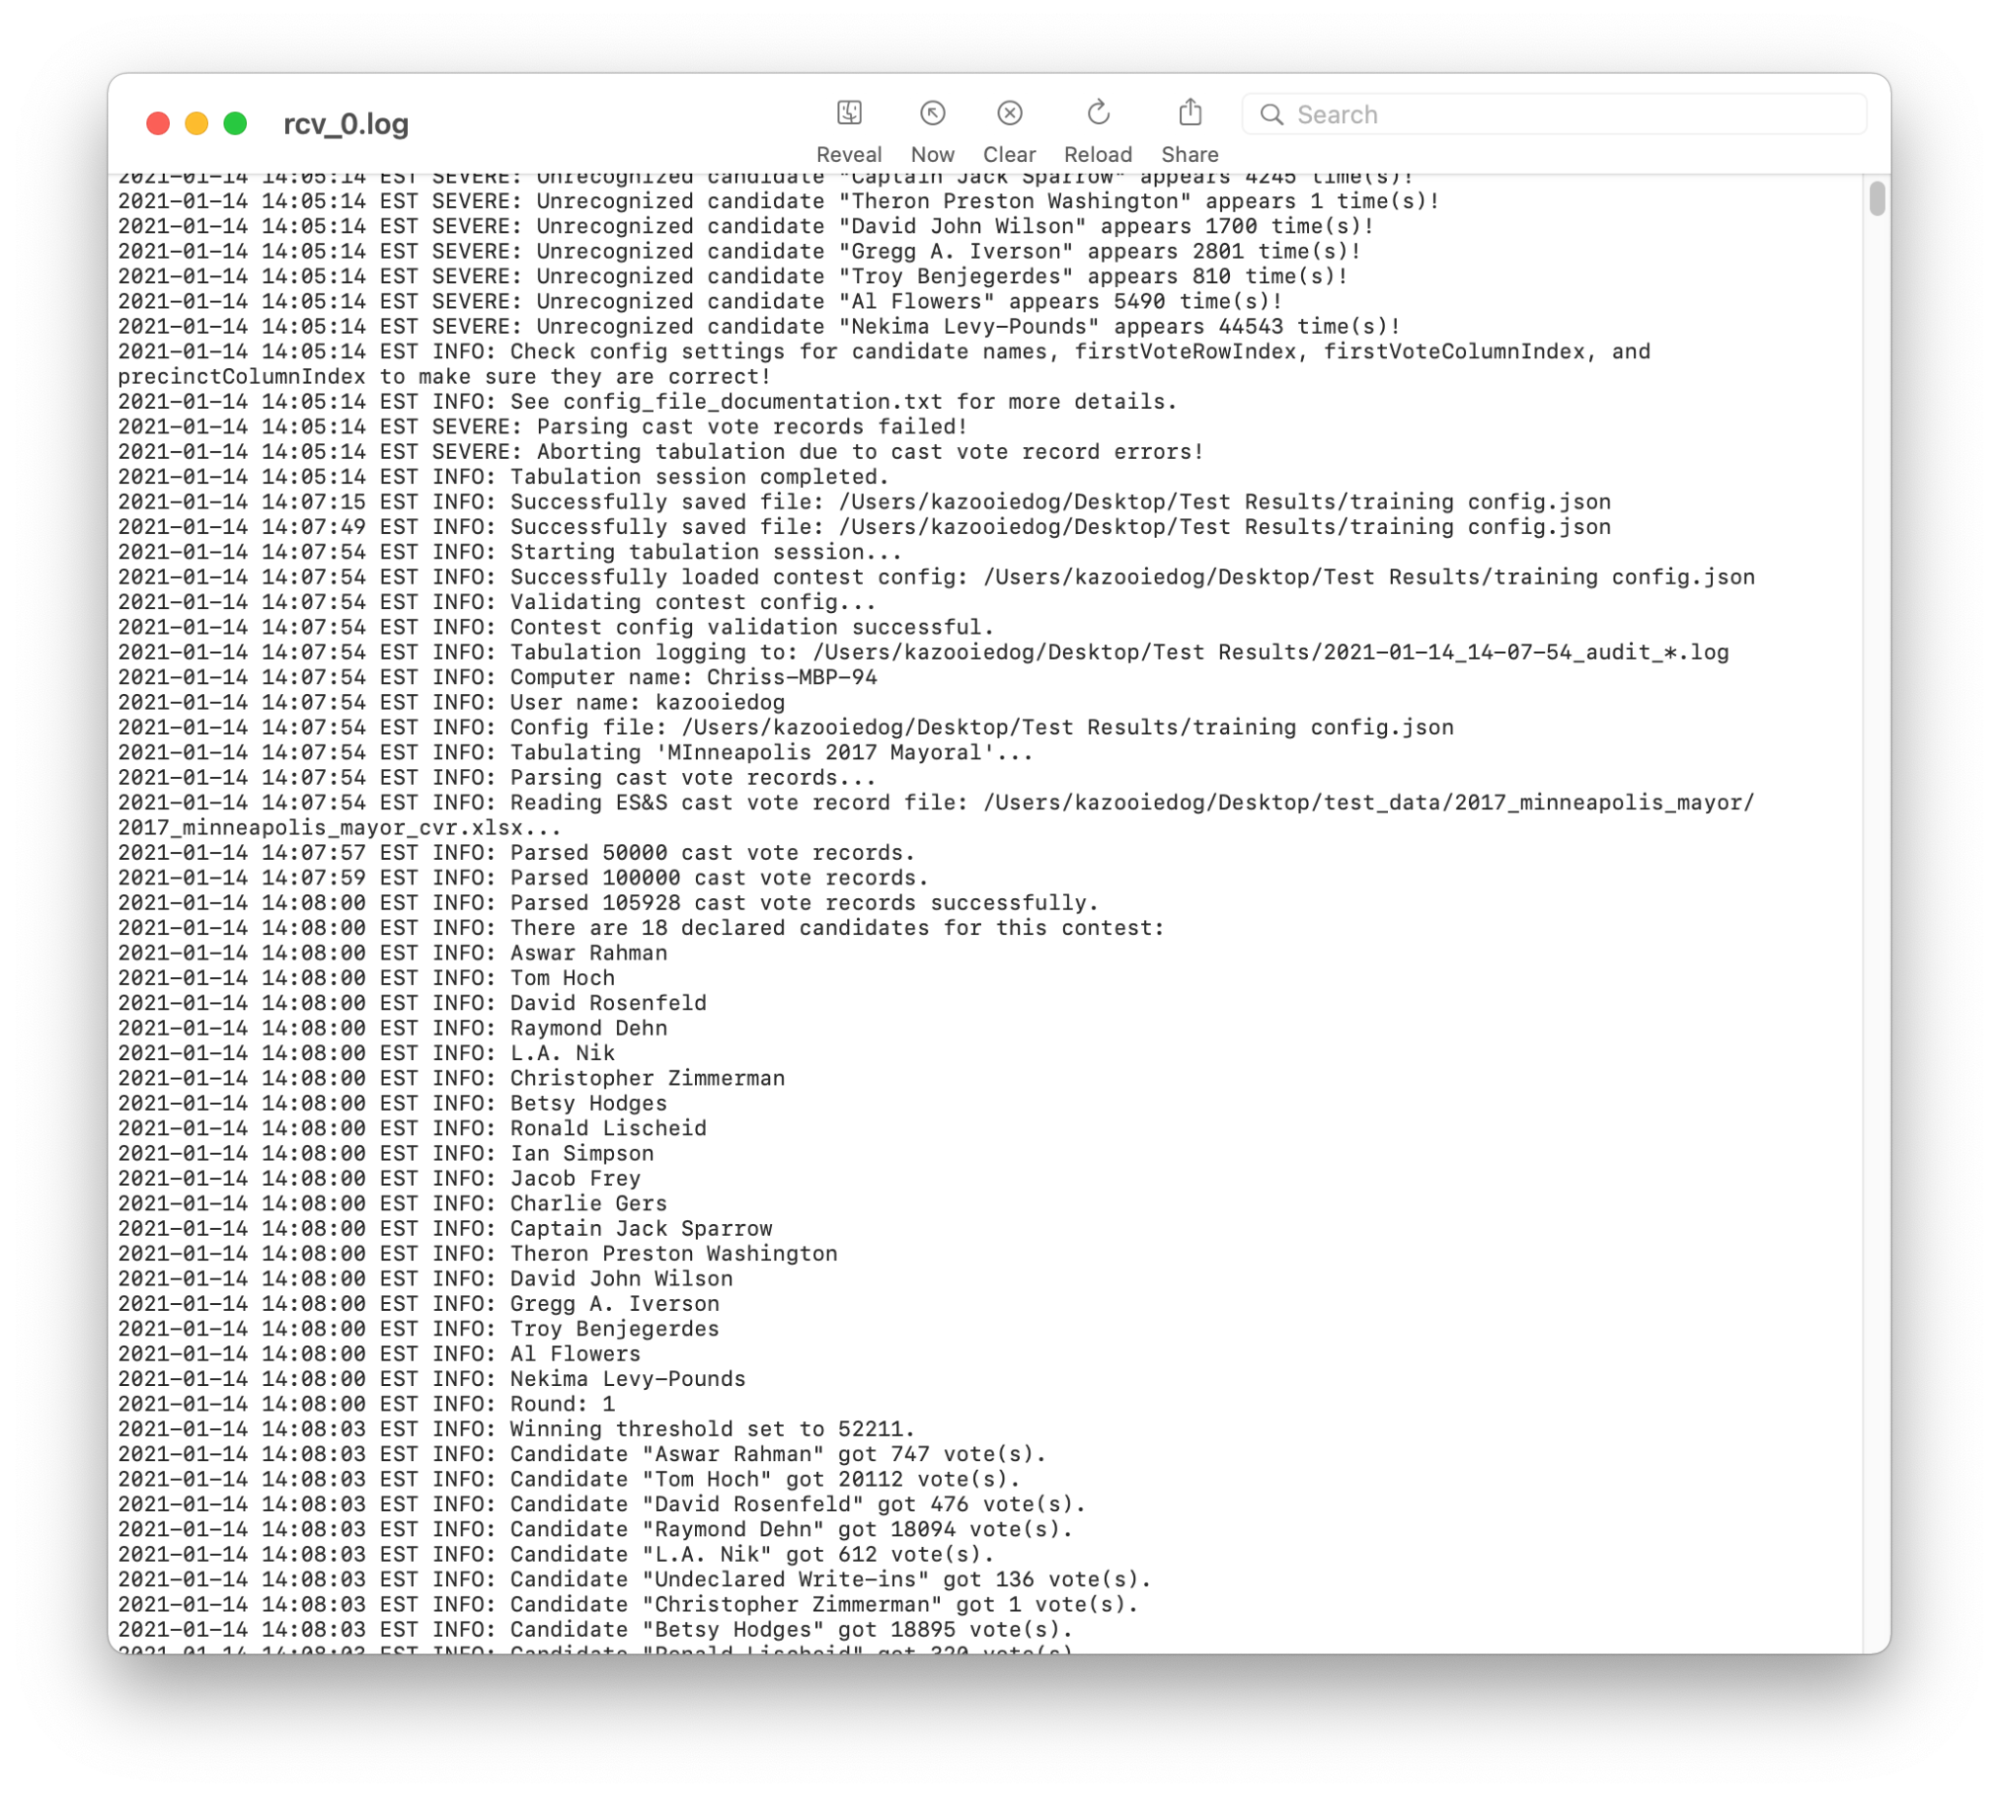 rcv_0.log
Reveal
Now
Clear
Reload
Share
Search
2021-01-14 14:05:14 EST SEVERE: Unrecognized candidate "Captain Jack Sparrow" appears 4245 time(s)!
2021-01-14 14:05:14 EST SEVERE: Unrecognized candidate "Theron Preston Washington" appears 1 time(s)!
2021-01-14 14:05:14 EST SEVERE: Unrecognized candidate "David John Wilson" appears 1700 time(s)!
2021-01-14 14:05:14 EST SEVERE: Unrecognized candidate "Gregg A. Iverson" appears 2801 time(s)!
2021-01-14 14:05:14 EST SEVERE: Unrecognized candidate "Troy Benjegerdes" appears 810 time(s)!
2021-01-14 14:05:14 EST SEVERE: Unrecognized candidate "Al Flowers" appears 5490 time(s)!
2021-01-14 14:05:14 EST SEVERE: Unrecognized candidate "Nekima Levy-Pounds" appears 44543 time(s)!
2021-01-14 14:05:14 EST INFO: Check config settings for candidate names, firstVoteRowIndex, firstVoteColumnIndex, and
precinctColumnIndex to make sure they are correct!
2021-01-14 14:05:14 EST INFO: See config_file_documentation.txt for more details.
2021-01-14 14:05:14 EST SEVERE: Parsing cast vote records failed!
2021-01-14 14:05:14 EST SEVERE: Aborting tabulation due to cast vote record errors!
2021-01-14 14:05:14 EST INFO: Tabulation session completed.
2021-01-14 14:07:15 EST INFO: Successfully saved file: /Users/kazooiedog/Desktop/Test Results/training config.json
2021-01-14 14:07:49 EST INFO: Successfully saved file: /Users/kazooiedog/Desktop/Test Results/training config.json
2021-01-14 14:07:54 EST INFO: Starting tabulation session...
2021-01-14 14:07:54 EST INFO: Successfully loaded contest config: /Users/kazooiedog/Desktop/Test Results/training config.json
2021-01-14 14:07:54 EST INFO: Validating contest config...
2021-01-14 14:07:54 EST INFO: Contest config validation successful.
2021-01-14 14:07:54 EST INFO: Tabulation logging to: /Users/kazooiedog/Desktop/Test Results/2021-01-14_14-07-54_audit_*.log
2021-01-14 14:07:54 EST INFO: Computer name: Chriss-MBP-94
2021-01-14 14:07:54 EST INFO: User name: kazooiedog
2021-01-14 14:07:54 EST INFO: Config file: /Users/kazooiedog/Desktop/Test Results/training config.json
2021-01-14 14:07:54 EST INFO: Tabulating 'MInneapolis 2017 Mayoral'...
2021-01-14 14:07:54 EST INFO: Parsing cast vote records...
2021-01-14 14:07:54 EST INFO: Reading ES&S cast vote record file: /Users/kazooiedog/Desktop/test_data/2017_minneapolis_mayor/
2017_minneapolis_mayor_cvr.xlsx...
2021-01-14 14:07:57 EST INFO: Parsed 50000 cast vote records.
2021-01-14 14:07:59 EST INFO: Parsed 100000 cast vote records.
2021-01-14 14:08:00 EST INFO: Parsed 105928 cast vote records successfully.
2021-01-14 14:08:00 EST INFO: There are 18 declared candidates for this contest:
2021-01-14 14:08:00 EST INFO: Aswar Rahman
2021-01-14 14:08:00 EST INFO: Tom Hoch
2021-01-14 14:08:00 EST INFO: David Rosenfeld
2021-01-14 14:08:00 EST INFO: Raymond Dehn
2021-01-14 14:08:00 EST INFO: L.A. Nik
2021-01-14 14:08:00 EST INFO: Christopher Zimmerman
2021-01-14 14:08:00 EST INFO: Betsy Hodges
2021-01-14 14:08:00 EST INFO: Ronald Lischeid
2021-01-14 14:08:00 EST INFO: Ian Simpson
2021-01-14 14:08:00 EST INFO: Jacob Frey
2021-01-14 14:08:00 EST INFO: Charlie Gers
2021-01-14 14:08:00 EST INFO: Captain Jack Sparrow
2021-01-14 14:08:00 EST INFO: Theron Preston Washington
2021-01-14 14:08:00 EST INFO: David John Wilson
2021-01-14 14:08:00 EST INFO: Gregg A. Iverson
2021-01-14 14:08:00 EST INFO: Troy Benjegerdes
2021-01-14 14:08:00 EST INFO: Al Flowers
2021-01-14 14:08:00 EST INFO: Nekima Levy-Pounds
2021-01-14 14:08:00 EST INFO: Round: 1
2021-01-14 14:08:03 EST INFO: Winning threshold set to 52211.
2021-01-14 14:08:03 EST INFO: Candidate "Aswar Rahman" got 747 vote(s).
2021-01-14 14:08:03 EST INFO: Candidate "Tom Hoch" got 20112 vote(s).
2021-01-14 14:08:03 EST INFO: Candidate "David Rosenfeld" got 476 vote(s).
2021-01-14 14:08:03 EST INFO: Candidate "Raymond Dehn" got 18094 vote(s).
2021-01-14 14:08:03 EST INFO: Candidate "L.A. Nik" got 612 vote(s).
2021-01-14 14:08:03 EST INFO: Candidate "Undeclared Write-ins" got 136 vote(s).
2021-01-14 14:08:03 EST INFO: Candidate "Christopher Zimmerman" got 1 vote(s).
2021-01-14 14:08:03 EST INFO: Candidate "Betsy Hodges" got 18895 vote(s).
2021-01-14 14:08:03 EST INFO: Candidate "Ronald Lischeid" got 320 vote(s)